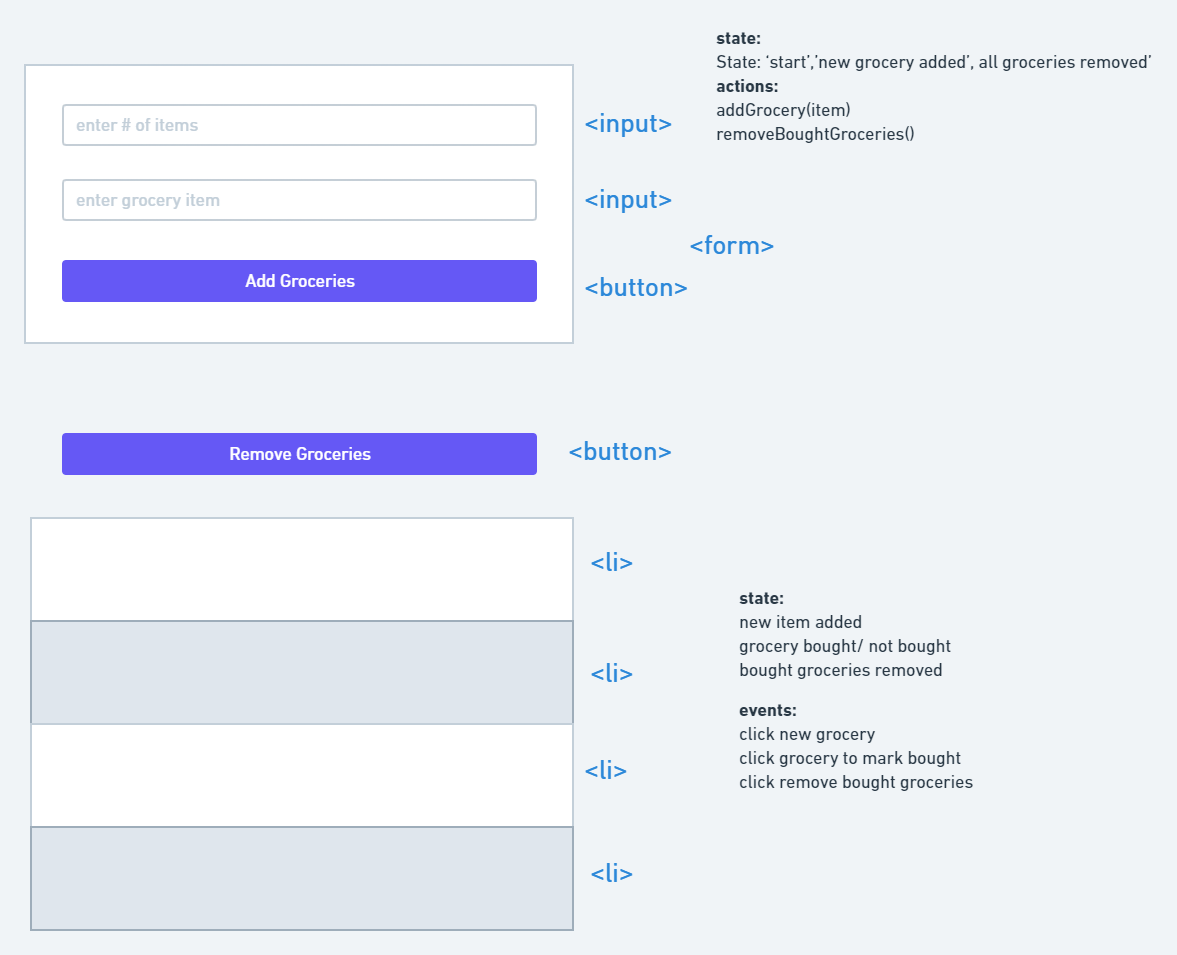 state:
State: ‘start’,’new grocery added’, all groceries removed’
actions:
addGrocery(item)
removeBoughtGroceries()
enter # of items
<input>
enter grocery item
<input>
<form>
Add Groceries
<button>
Remove Groceries
<button>
<li>
state:
new item added
grocery bought/ not bought
bought groceries removed
<li>
events:
click new grocery
click grocery to mark bought
click remove bought groceries
<li>
<li>